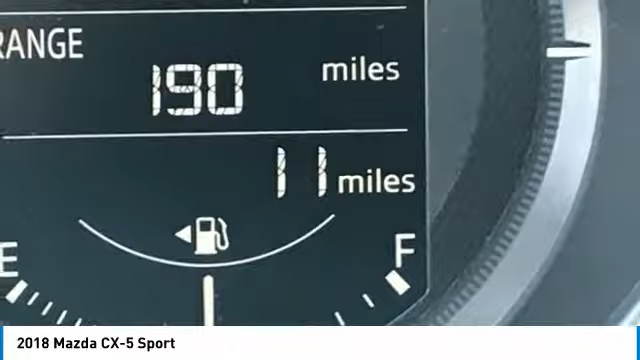 RANGE
190 miles
11 miles
E F
2018 Mazda CX-5 Sport